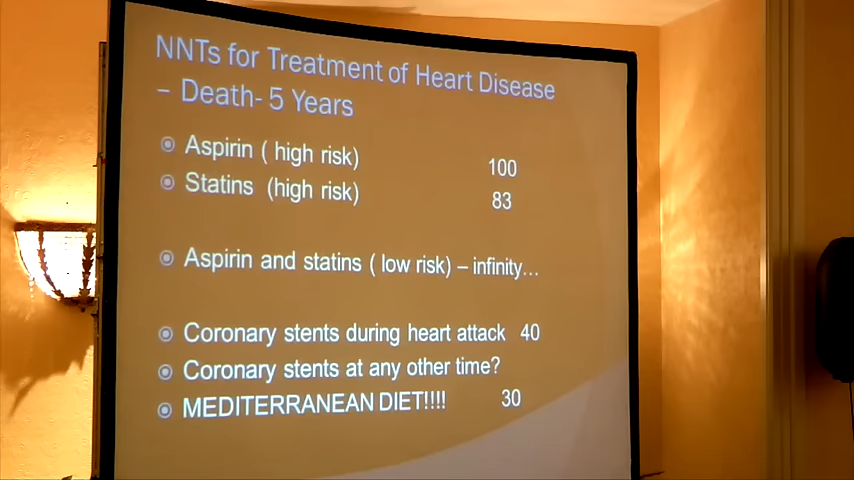 NNTs for Treatment of Heart Disease
– Death- 5 Years
Aspirin ( high risk) 100
Statins (high risk) 83
Aspirin and statins ( low risk) – infinity...
Coronary stents during heart attack 40
Coronary stents at any other time?
MEDITERRANEAN DIET!!!! 30